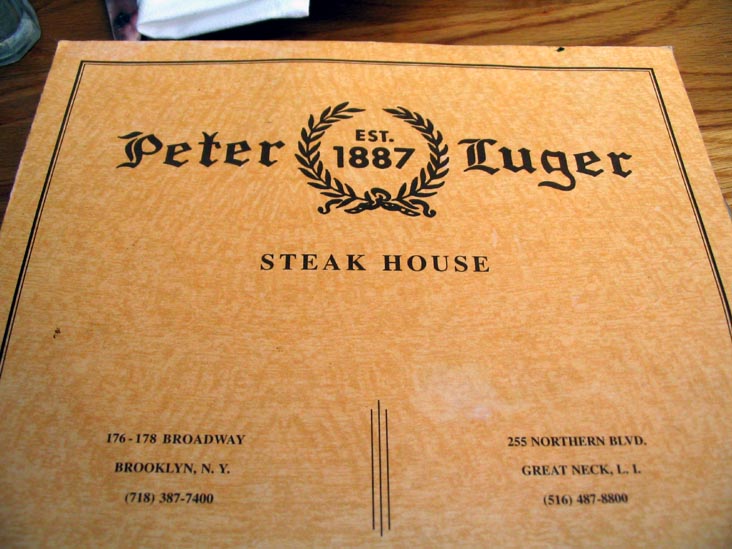 Peter EST. 1887 Luger
STEAK HOUSE
176-178 BROADWAY
BROOKLYN, N. Y.
(718) 387-7400
255 NORTHERN BLVD.
GREAT NECK, L. I.
(516) 487-8800